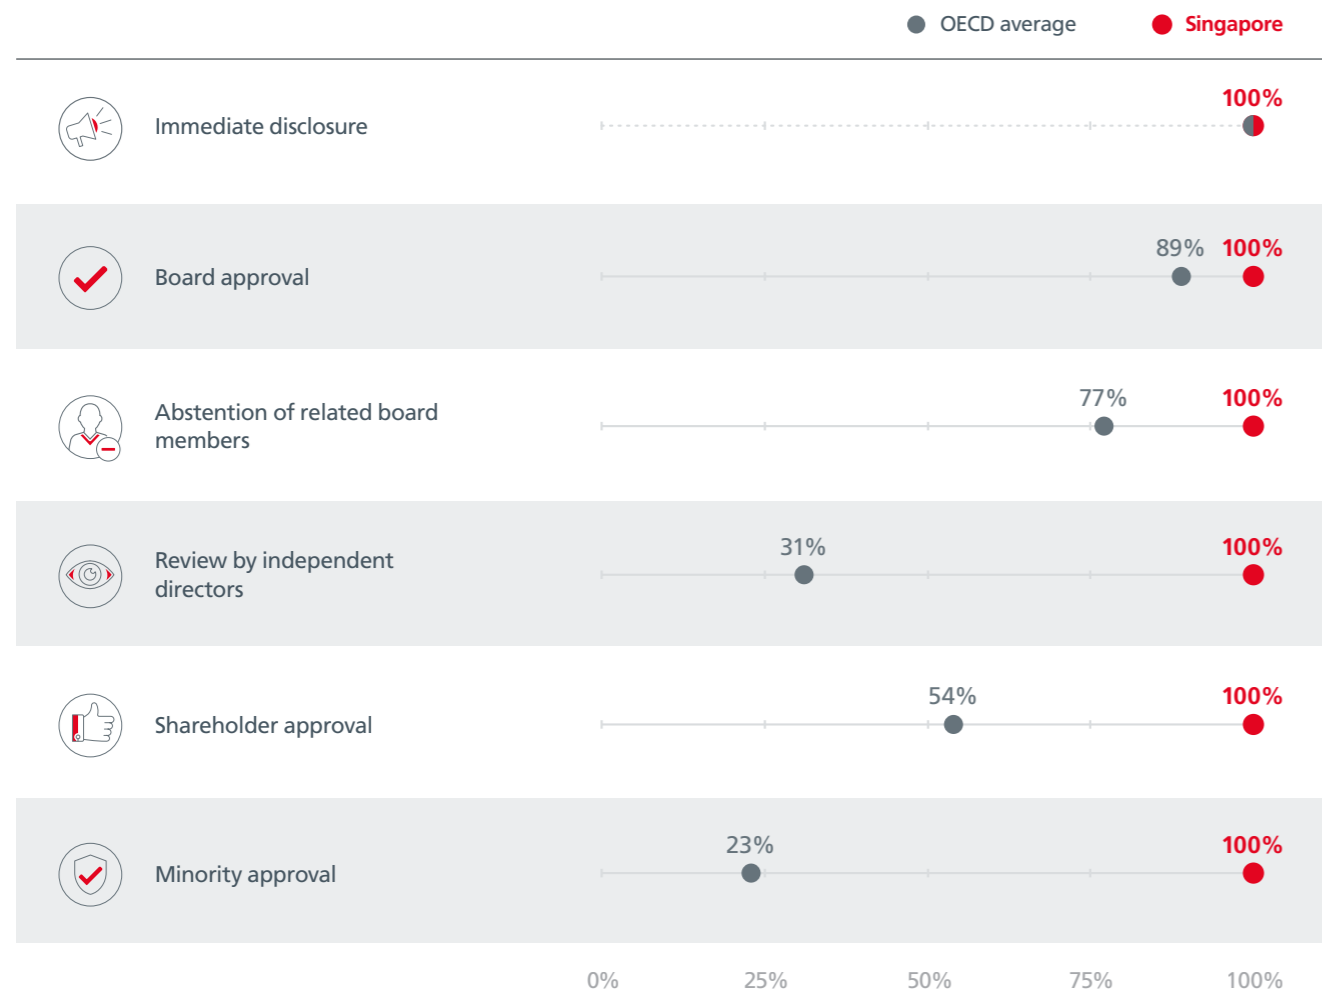 OECD average Singapore
100%
Immediate disclosure
89% 100%
Board approval
77% 100%
Abstention of related board
members
31% 100%
Review by independent
directors
54% 100%
Shareholder approval
23% 100%
Minority approval
0% 25% 50% 75% 100%